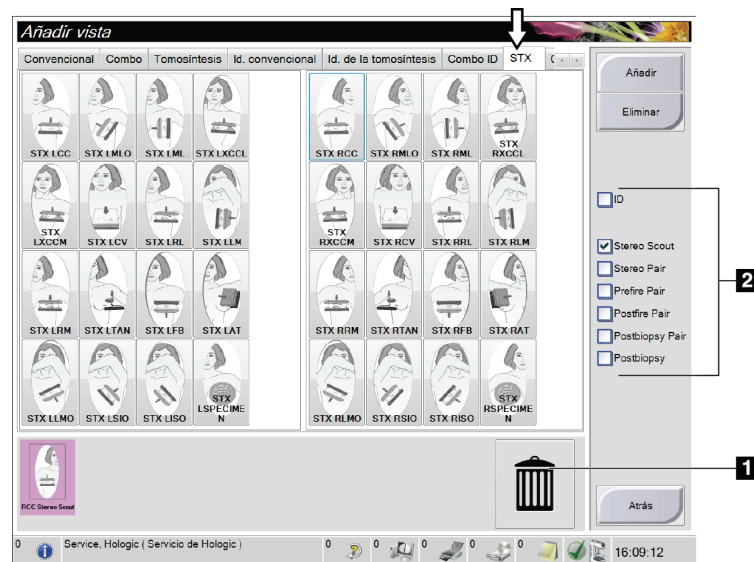 Añadir vista
Convencional Combo Tomosíntesis Id. convencional Id. de la tomosíntesis Combo ID STX
STX LCC STX LMLO STX LML STX LXCCL STX RCC STX RMLO STX RML STX RXCCL
STX LXCCM STX LCV STX LRL STX LLM STX RXCCM STX RCV STX RRL STX RLM
STX LRM STX LTAN STX LFB STX LAT STX RRM STX RTAN STX RFB STX RAT
STX LLMO STX LSIO STX LISO STX LSPECIMEN STX RLMO STX RSIO STX RISO STX RSPECIMEN
RCC Stereo Scout
Añadir
Eliminar
ID
Stereo Scout
Stereo Pair
Prefire Pair
Postfire Pair
Postbiopsy Pair
Postbiopsy
2
1
Atrás
0 Service, Hologic ( Servicio de Hologic ) 0 0 0 0 0 16:09:12